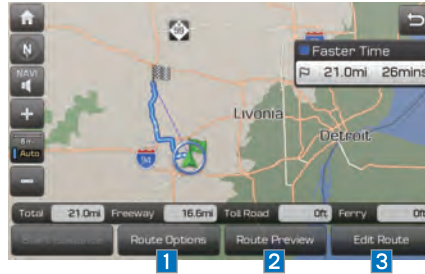 59
N
Faster Time
NAVI
21.0mi 26mins
Livonia
Detroit
Auto
94
Total 21.0mi Freeway 16.6mi Toll Road 0ft Ferry 0ft
Route Options Route Preview Edit Route
1 2 3